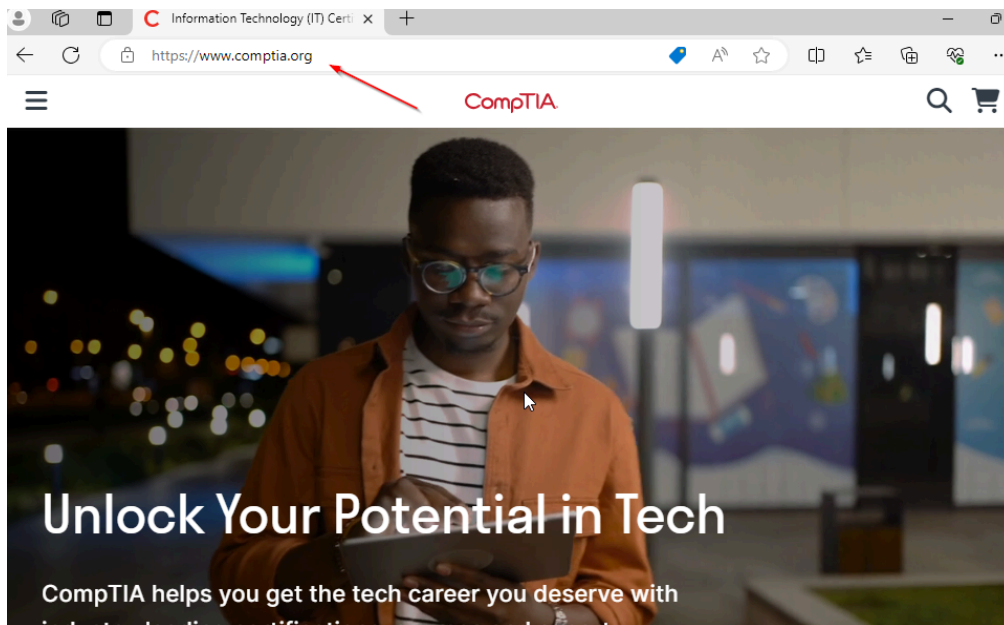 Information Technology (IT) Certi
https://www.comptia.org
CompTIA.
Unlock Your Potential in Tech
CompTIA helps you get the tech career you deserve with